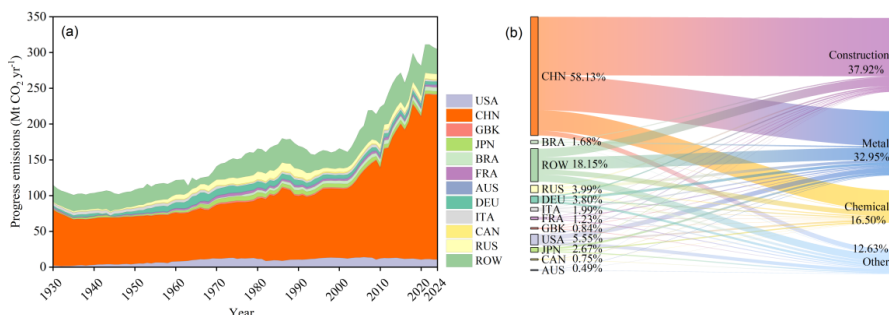 (a)
350
300
250
200
150
100
50
0
Progress emissions (Mt CO₂ yr⁻¹)
1930
1940
1950
1960
1970
1980
1990
2000
2010
2020
2024
Year
USA
CHN
GBK
JPN
BRA
FRA
AUS
DEU
ITA
CAN
RUS
ROW
(b)
CHN 58.13%
BRA 1.68%
ROW 18.15%
RUS 3.99%
DEU 3.80%
ITA 1.99%
FRA 1.23%
GBK 0.84%
USA 5.55%
JPN 2.67%
CAN 0.75%
AUS 0.49%
Construction
37.92%
Metal
32.95%
Chemical
16.50%
12.63%
Other